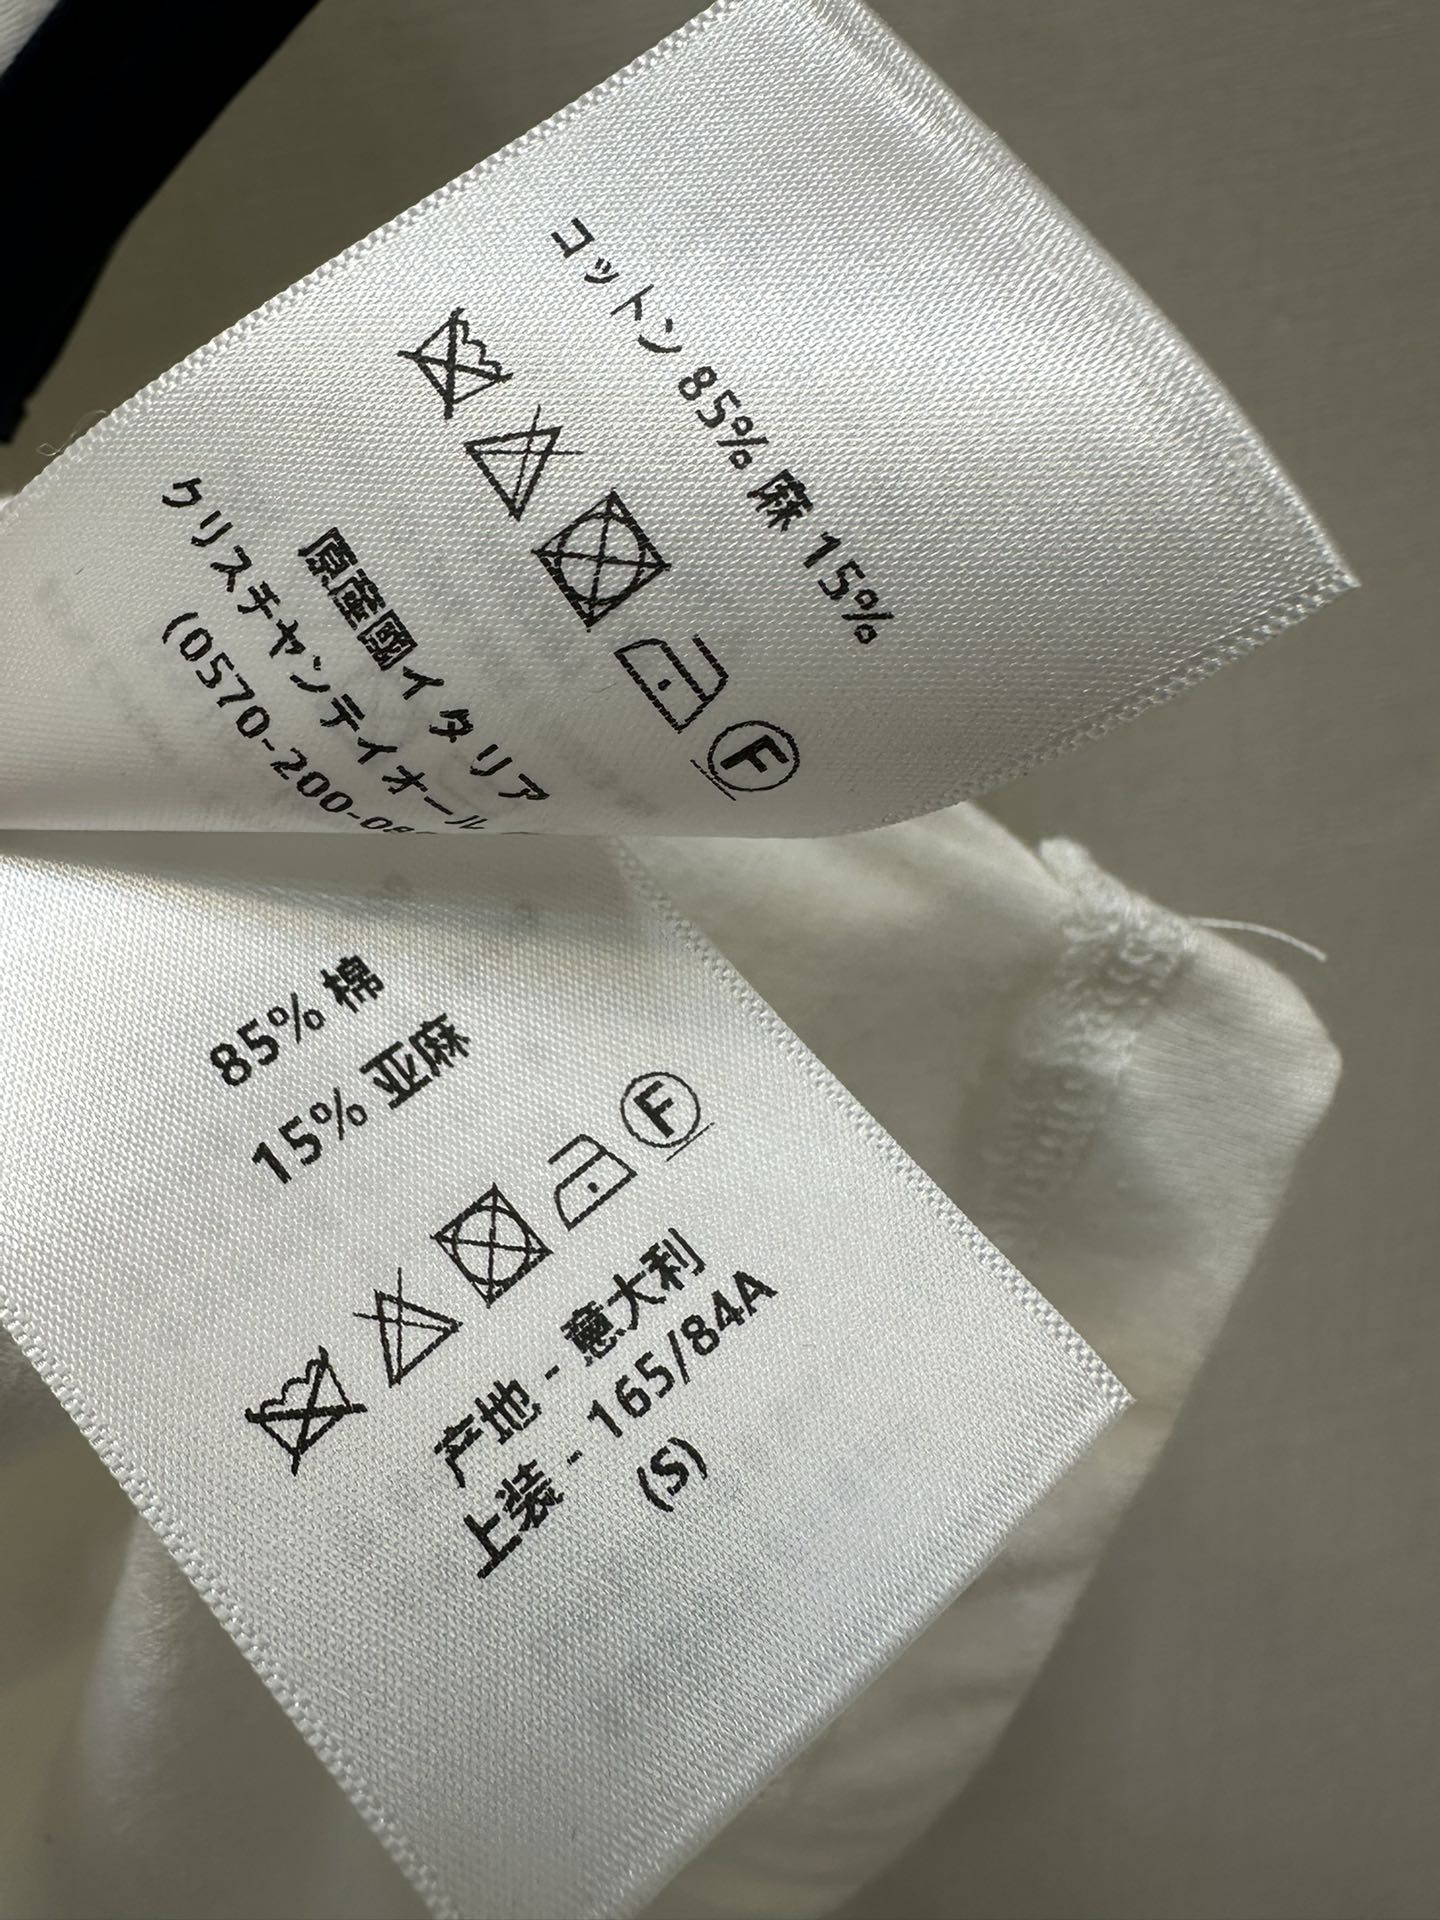 コットン 85% 麻 15%
F
原産國イタリア
クリスチャンディオール
(0570-200-08
85% 棉
15% 亚麻
F
产地 - 意大利
上装 - 165/84A
(S)